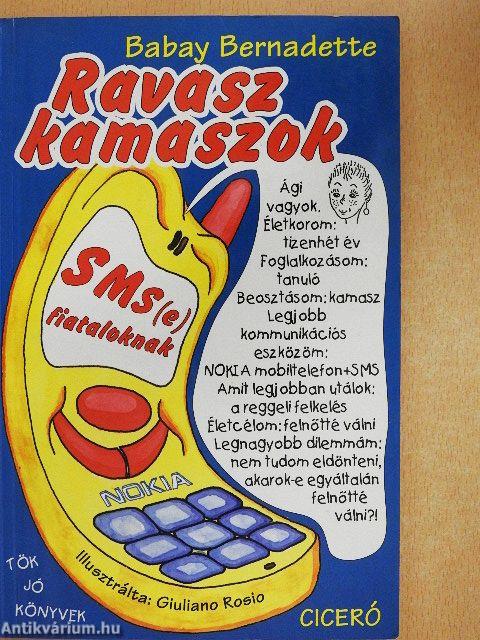 Babay Bernadette
Ravasz
kamaszok
Ági
vagyok.
Életkorom:
tizenhét év
Foglalkozásom:
tanuló
Beosztásom: kamasz
Legjobb
kommunikációs
eszközöm:
NOKIA mobiltelefon+SMS
Amit legjobban utálok:
a reggeli felkelés
Életcélom: felnőtté válni
Legnagyobb dilemmám:
nem tudom eldönteni,
akarok-e egyáltalán
felnőtté
válni?!
SMS(e)
fiataloknak
NOKIA
Illusztrálta: Giuliano Rosio
TÖK
JÓ
KÖNYVEK
CICERÓ
Antikvárium.hu